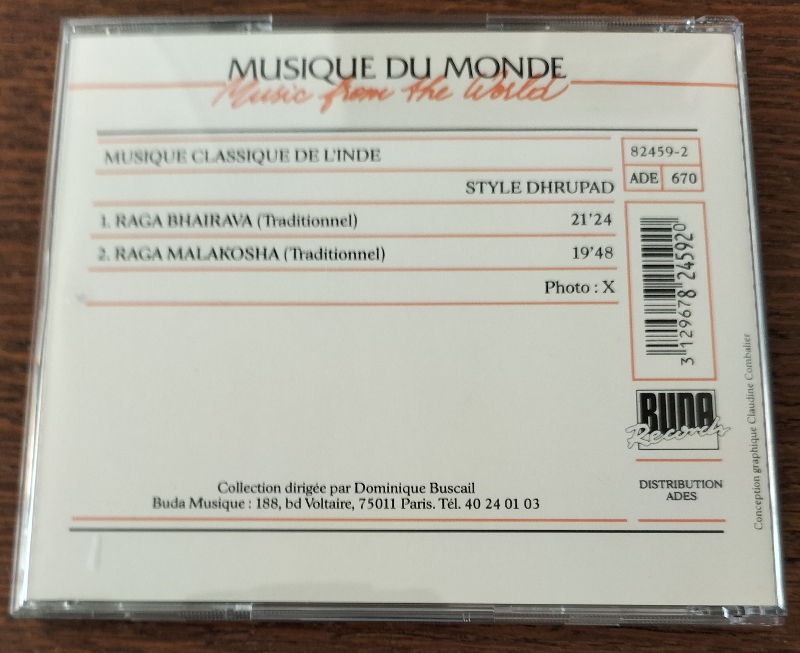 MUSIQUE DU MONDE
Music from the World
MUSIQUE CLASSIQUE DE L'INDE
82459-2
ADE 670
STYLE DHRUPAD
1. RAGA BHAIRAVA (Traditionnel) 21'24
2. RAGA MALAKOSHA (Traditionnel) 19'48
Photo : X
3 129678 245920
BUDA
Records
DISTRIBUTION
ADES
Conception graphique Claudine Combalier
Collection dirigée par Dominique Buscail
Buda Musique : 188, bd Voltaire, 75011 Paris. Tél. 40 24 01 03